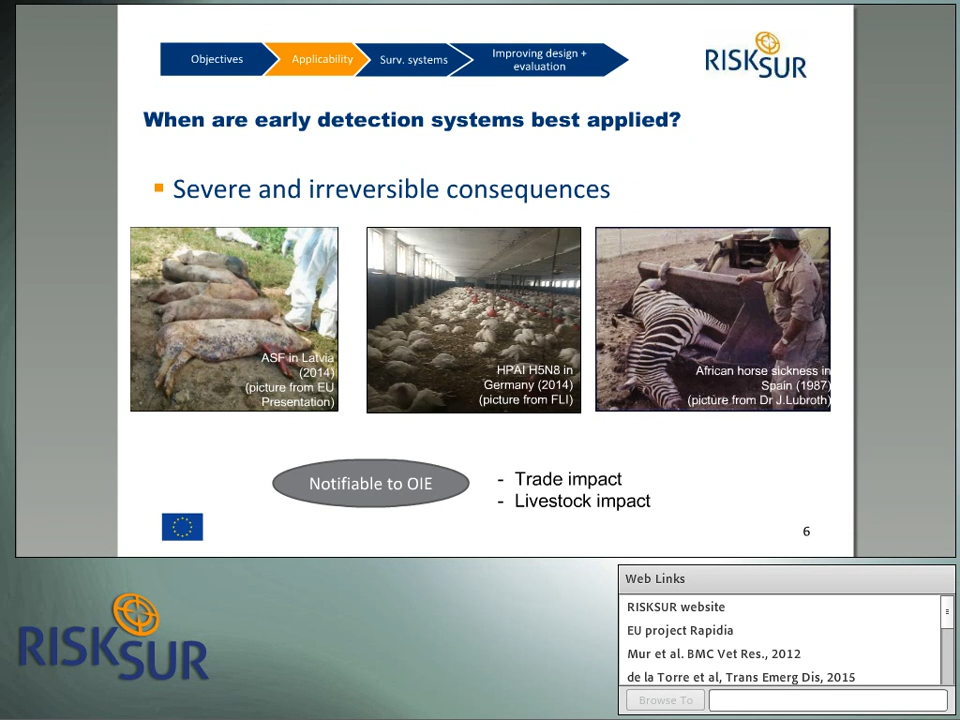 Objectives
Applicability
Surv. systems
Improving design +
evaluation
RISKSUR
When are early detection systems best applied?
Severe and irreversible consequences
ASF in Latvia
(2014)
(picture from EU
Presentation)
HPAI H5N8 in
Germany (2014)
(picture from FLI)
African horse sickness in
Spain (1987)
(picture from Dr J.Lubroth)
Notifiable to OIE
- Trade impact
- Livestock impact
6
RISKSUR
Web Links
RISKSUR website
EU project Rapidia
Mur et al. BMC Vet Res., 2012
de la Torre et al, Trans Emerg Dis, 2015
Browse To